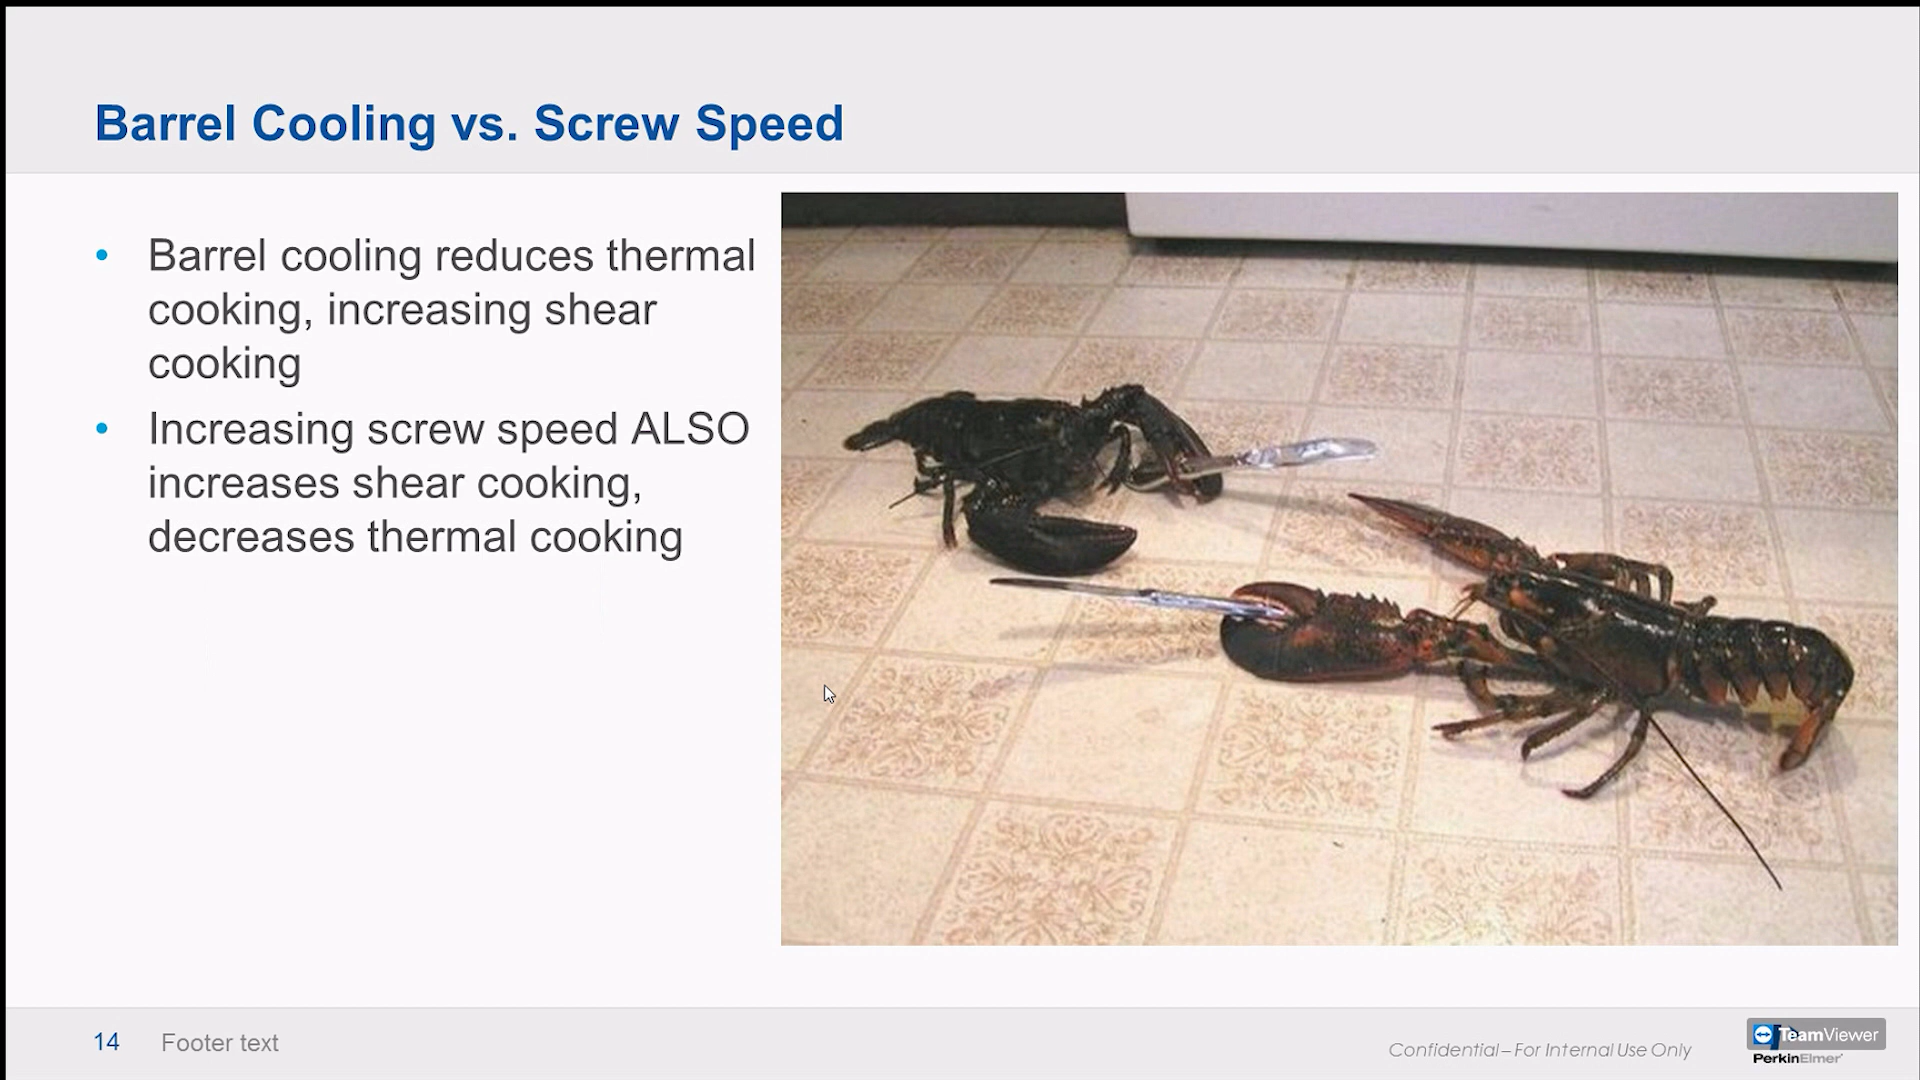 Barrel Cooling vs. Screw Speed
• Barrel cooling reduces thermal
cooking, increasing shear
cooking
• Increasing screw speed ALSO
increases shear cooking,
decreases thermal cooking
14 Footer text
Confidential – For Internal Use Only
TeamViewer
PerkinElmer